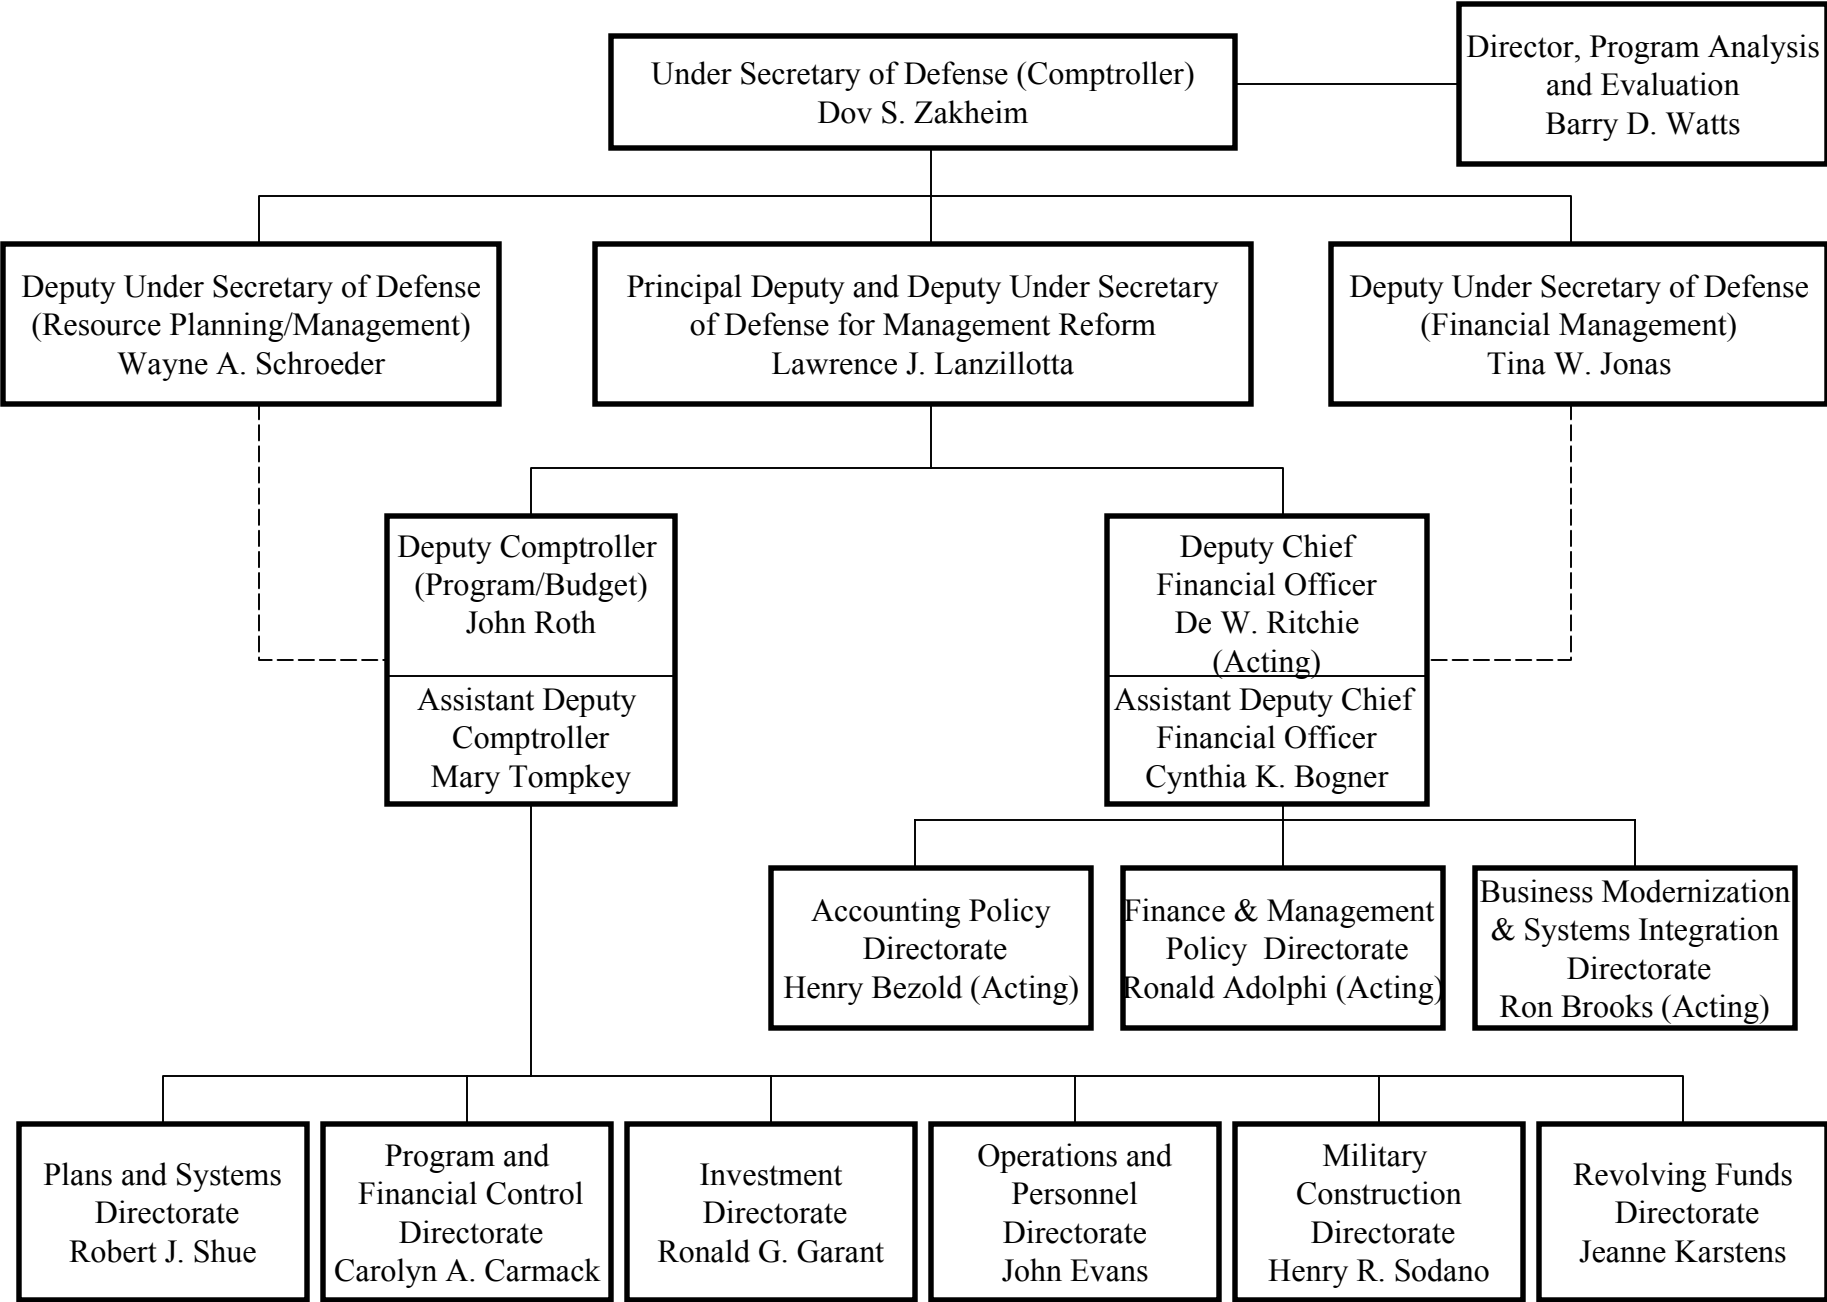 Under Secretary of Defense (Comptroller)
Dov S. Zakheim
Director, Program Analysis
and Evaluation
Barry D. Watts
Deputy Under Secretary of Defense
(Resource Planning/Management)
Wayne A. Schroeder
Principal Deputy and Deputy Under Secretary
of Defense for Management Reform
Lawrence J. Lanzillotta
Deputy Under Secretary of Defense
(Financial Management)
Tina W. Jonas
Deputy Comptroller
(Program/Budget)
John Roth
Assistant Deputy
Comptroller
Mary Tompkey
Deputy Chief
Financial Officer
De W. Ritchie
(Acting)
Assistant Deputy Chief
Financial Officer
Cynthia K. Bogner
Accounting Policy
Directorate
Henry Bezold (Acting)
Finance & Management
Policy Directorate
Ronald Adolphi (Acting)
Business Modernization
& Systems Integration
Directorate
Ron Brooks (Acting)
Plans and Systems
Directorate
Robert J. Shue
Program and
Financial Control
Directorate
Carolyn A. Carmack
Investment
Directorate
Ronald G. Garant
Operations and
Personnel
Directorate
John Evans
Military
Construction
Directorate
Henry R. Sodano
Revolving Funds
Directorate
Jeanne Karstens